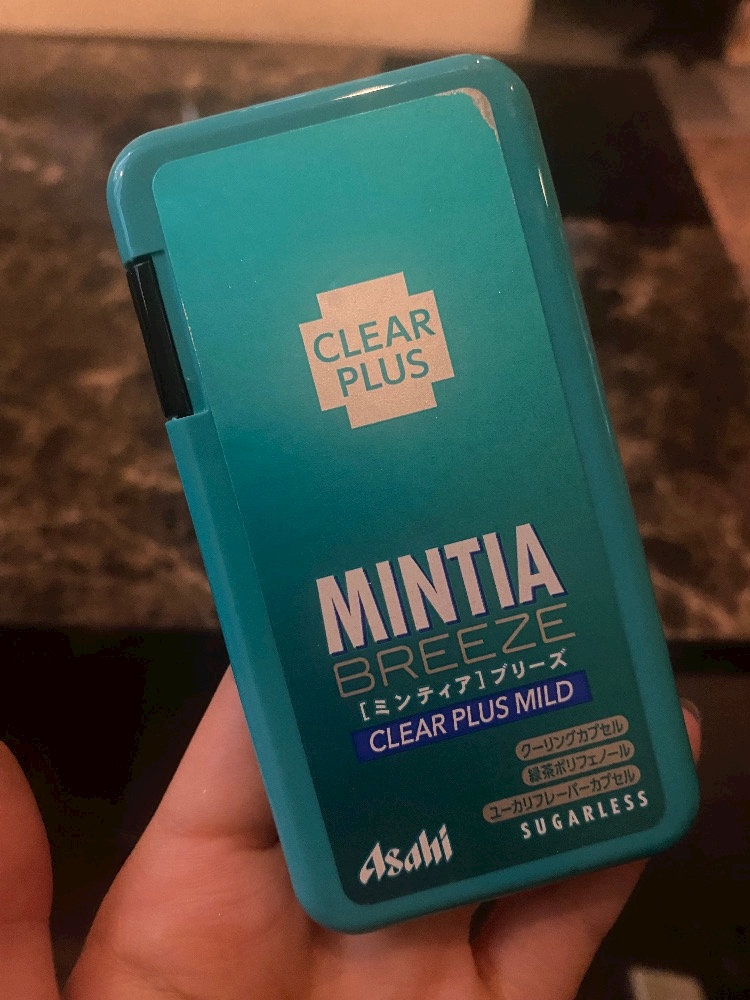 CLEAR
PLUS
MINTIA
BREEZE
[ミンティア]ブリーズ
CLEAR PLUS MILD
クーリングカプセル
緑茶ポリフェノール
ユーカリフレーバーカプセル
SUGARLESS
Asahi